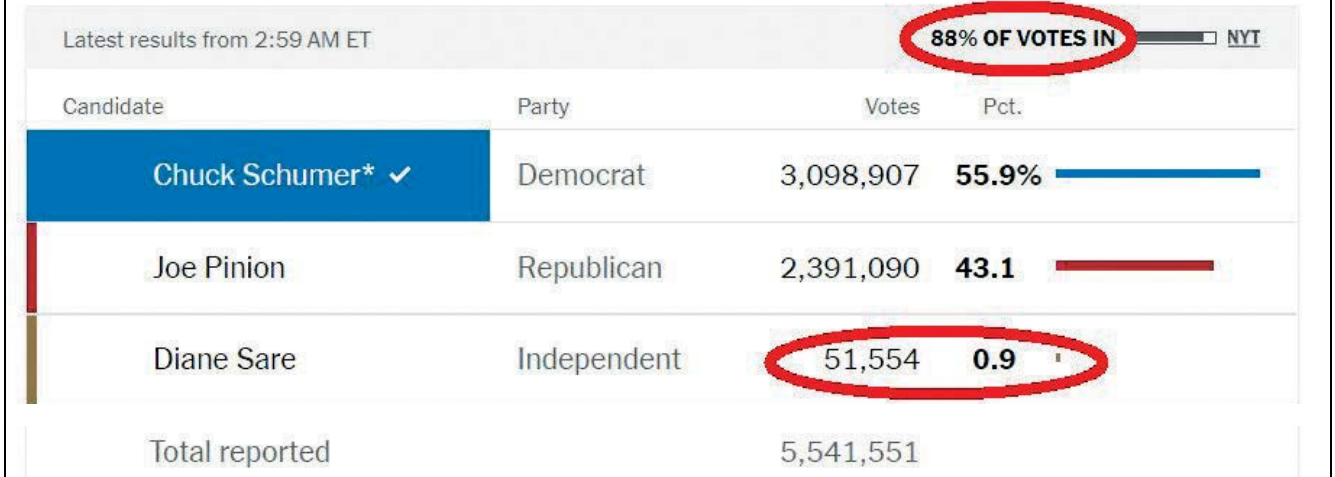 Latest results from 2:59 AM ET 88% OF VOTES IN NYT
Candidate Party Votes Pct.
Chuck Schumer* ✓ Democrat 3,098,907 55.9%
Joe Pinion Republican 2,391,090 43.1
Diane Sare Independent 51,554 0.9
Total reported 5,541,551